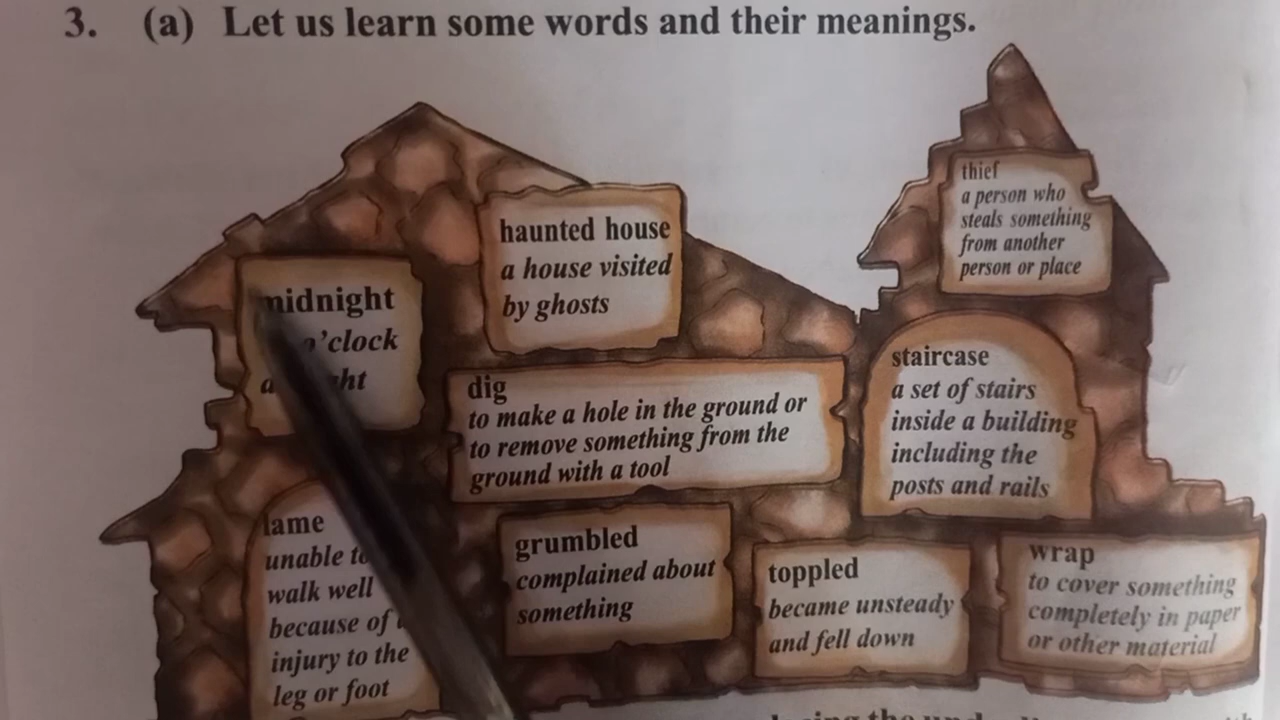 3. (a) Let us learn some words and their meanings.
thief
a person who
steals something
from another
person or place
haunted house
a house visited
by ghosts
midnight
o'clock
staircase
a set of stairs
inside a building
including the
posts and rails
dig
to make a hole in the ground or
to remove something from the
ground with a tool
lame
unable to
walk well
because of
injury to the
leg or foot
grumbled
complained about
something
toppled
became unsteady
and fell down
wrap
to cover something
completely in paper
or other material